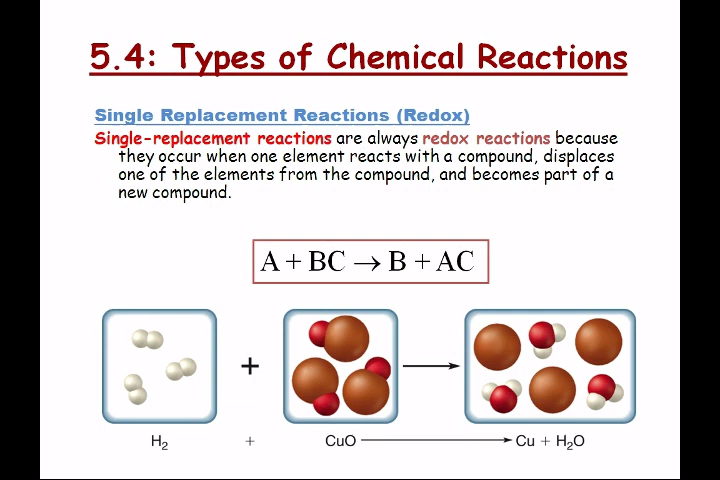 5.4: Types of Chemical Reactions
Single Replacement Reactions (Redox)
Single-replacement reactions are always redox reactions because
they occur when one element reacts with a compound, displaces
one of the elements from the compound, and becomes part of a
new compound.
A + BC → B + AC
+
H₂ + CuO → Cu + H₂O